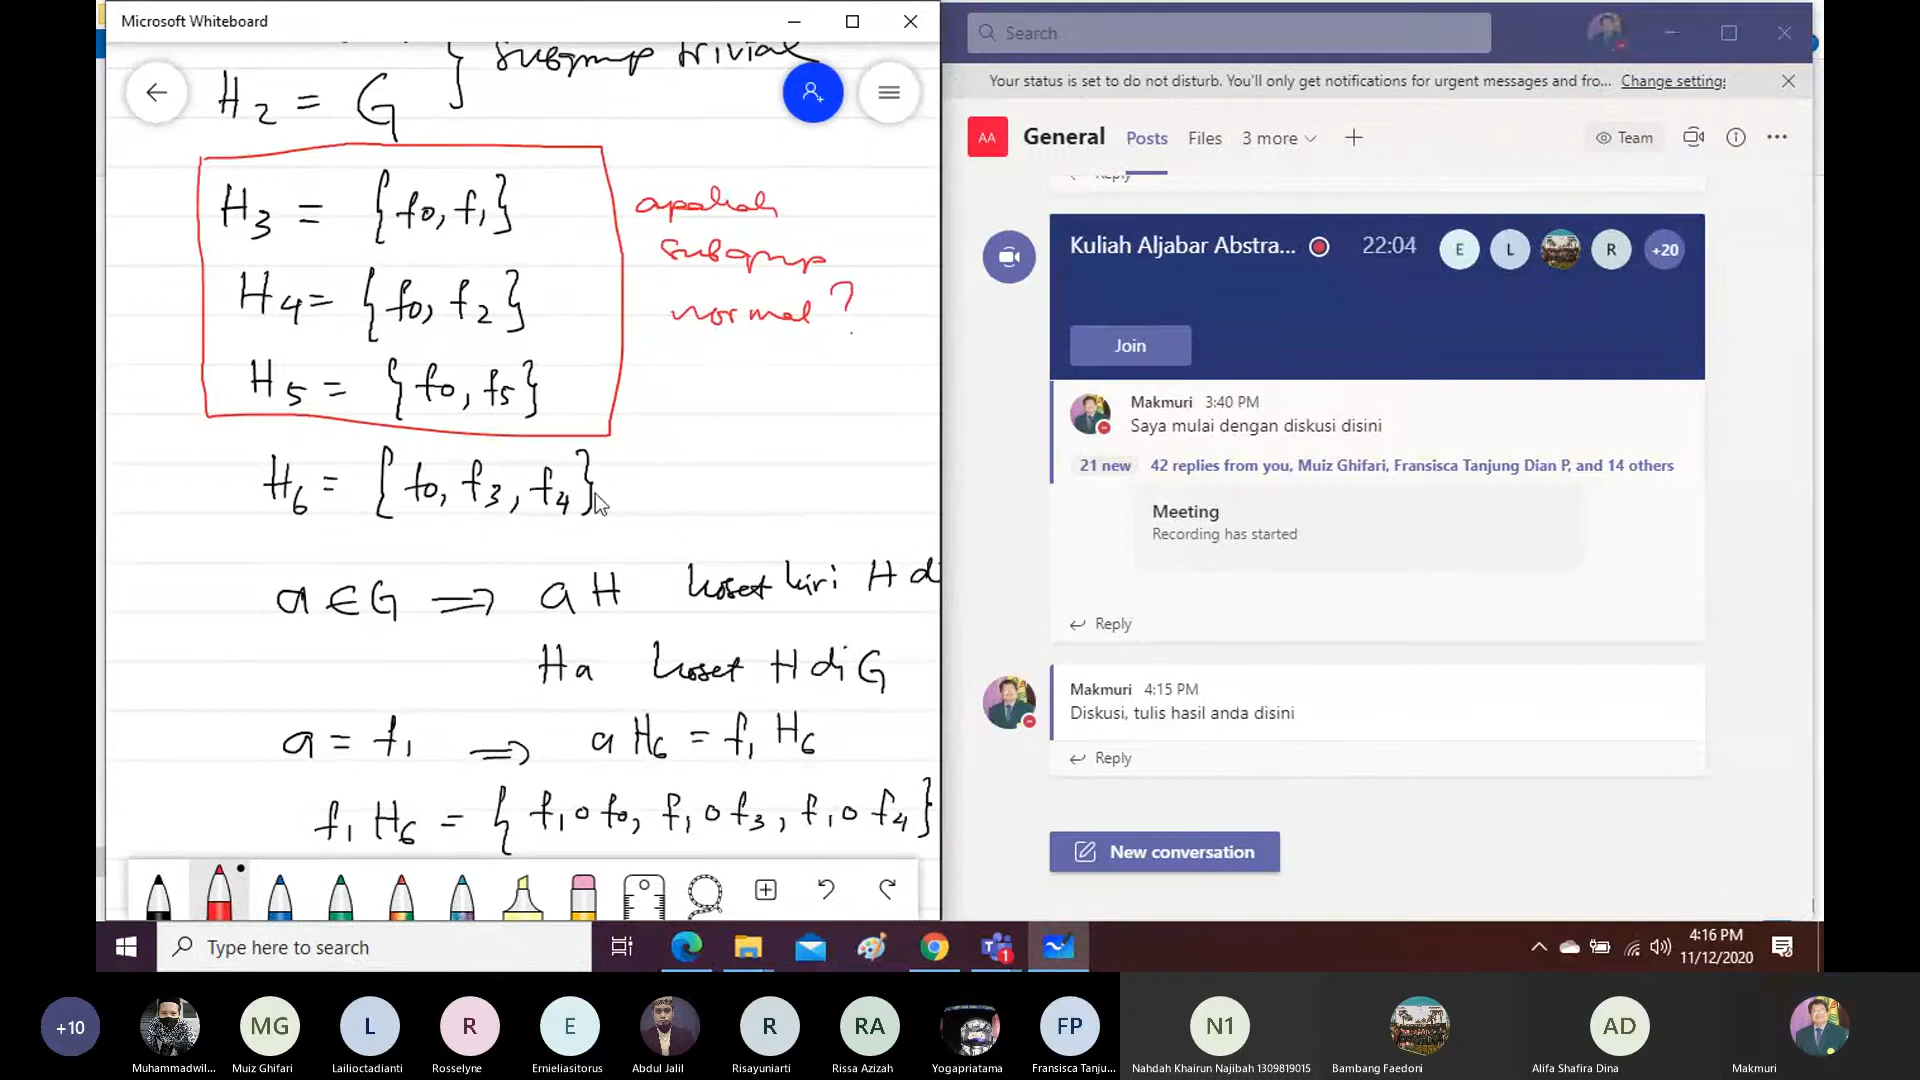 Microsoft Whiteboard
subgrup trivial
H2 = G
H3 = {f0, f1}
H4 = {f0, f2}
H5 = {f0, f5}
apakah
subgrup
normal ?
H6 = {f0, f3, f4}
a ∈ G ⟹ aH koset kiri H di
Ha koset H di G
a = f1 ⟹ a H6 = f1 H6
f1 H6 = {f1 o f0, f1 o f3, f1 o f4}
Search
Your status is set to do not disturb. You'll only get notifications for urgent messages and fro... Change settings
AA General Posts Files 3 more Team
Reply
Kuliah Aljabar Abstra... 22:04 E L R +20
Join
Makmuri 3:40 PM
Saya mulai dengan diskusi disini
21 new 42 replies from you, Muiz Ghifari, Fransisca Tanjung Dian P, and 14 others
Meeting
Recording has started
Reply
Makmuri 4:15 PM
Diskusi, tulis hasil anda disini
Reply
New conversation
Type here to search
1
4:16 PM
11/12/2020
+10 MG L R E R RA FP N1 AD
Muhammadwil... Muiz Ghifari Lailioctadianti Rosselyne Ernieliasitorus Abdul Jalil Risayuniarti Rissa Azizah Yogapriatama Fransisca Tanju... Nahdah Khairun Najibah 1309819015 Bambang Faedoni Alifa Shafira Dina Makmuri